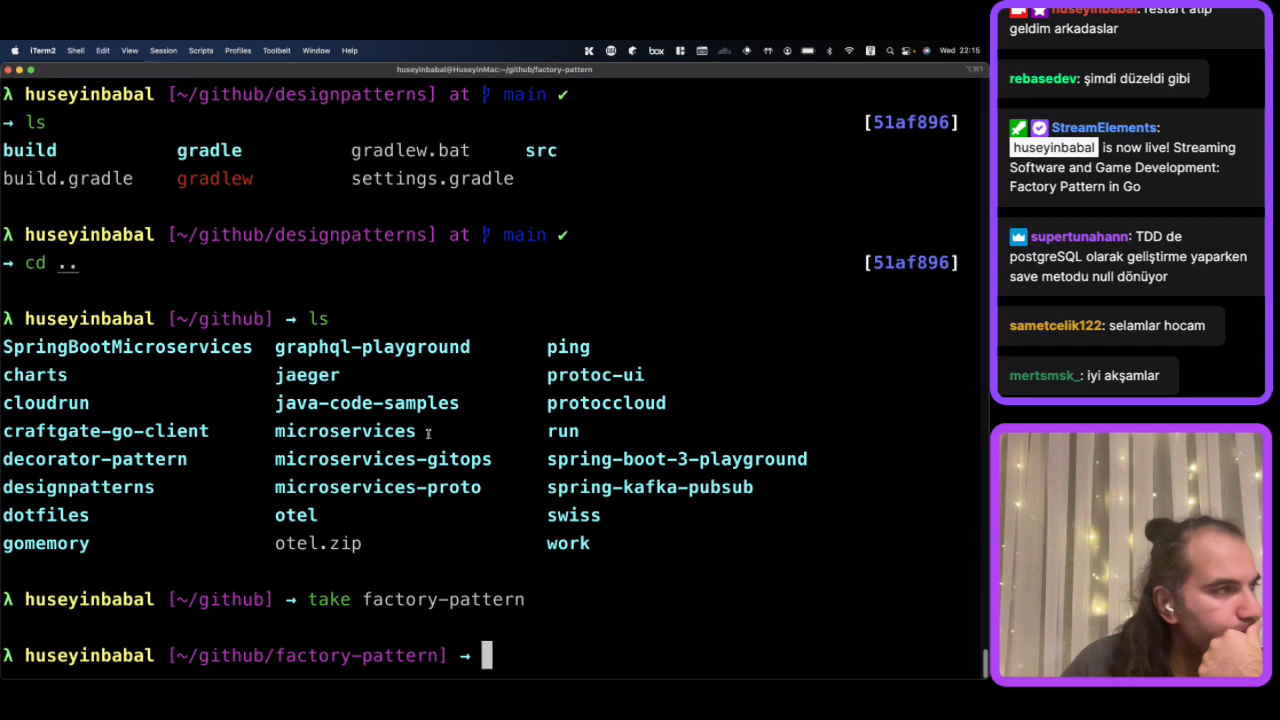 iTerm2 Shell Edit View Session Scripts Profiles Toolbelt Window Help box Wed 22:15
huseyinbabal@HuseyinMac:~/github/factory-pattern
λ huseyinbabal [~/github/designpatterns] at main ✔
→ ls [51af896]
build gradle gradlew.bat src
build.gradle gradlew settings.gradle
λ huseyinbabal [~/github/designpatterns] at main ✔
→ cd .. [51af896]
λ huseyinbabal [~/github] → ls
SpringBootMicroservices graphql-playground ping
charts jaeger protoc-ui
cloudrun java-code-samples protoccloud
craftgate-go-client microservices run
decorator-pattern microservices-gitops spring-boot-3-playground
designpatterns microservices-proto spring-kafka-pubsub
dotfiles otel swiss
gomemory otel.zip work
λ huseyinbabal [~/github] → take factory-pattern
λ huseyinbabal [~/github/factory-pattern] →
huseyinbabal: restart atip
geldim arkadaslar
rebasedev: şimdi düzeldi gibi
StreamElements:
huseyinbabal is now live! Streaming
Software and Game Development:
Factory Pattern in Go
supertunahann: TDD de
postgreSQL olarak geliştirme yaparken
save metodu null dönüyor
sametcelik122: selamlar hocam
mertsmsk_: iyi akşamlar